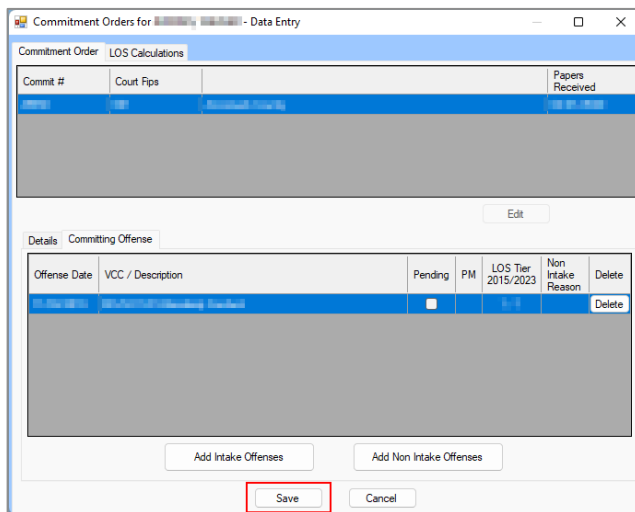 Commitment Orders for - Data Entry
Commitment Order LOS Calculations
Commit # Court Fips Papers Received
Edit
Details Committing Offense
Offense Date VCC / Description Pending PM LOS Tier 2015/2023 Non Intake Reason Delete
Delete
Add Intake Offenses Add Non Intake Offenses
Save Cancel